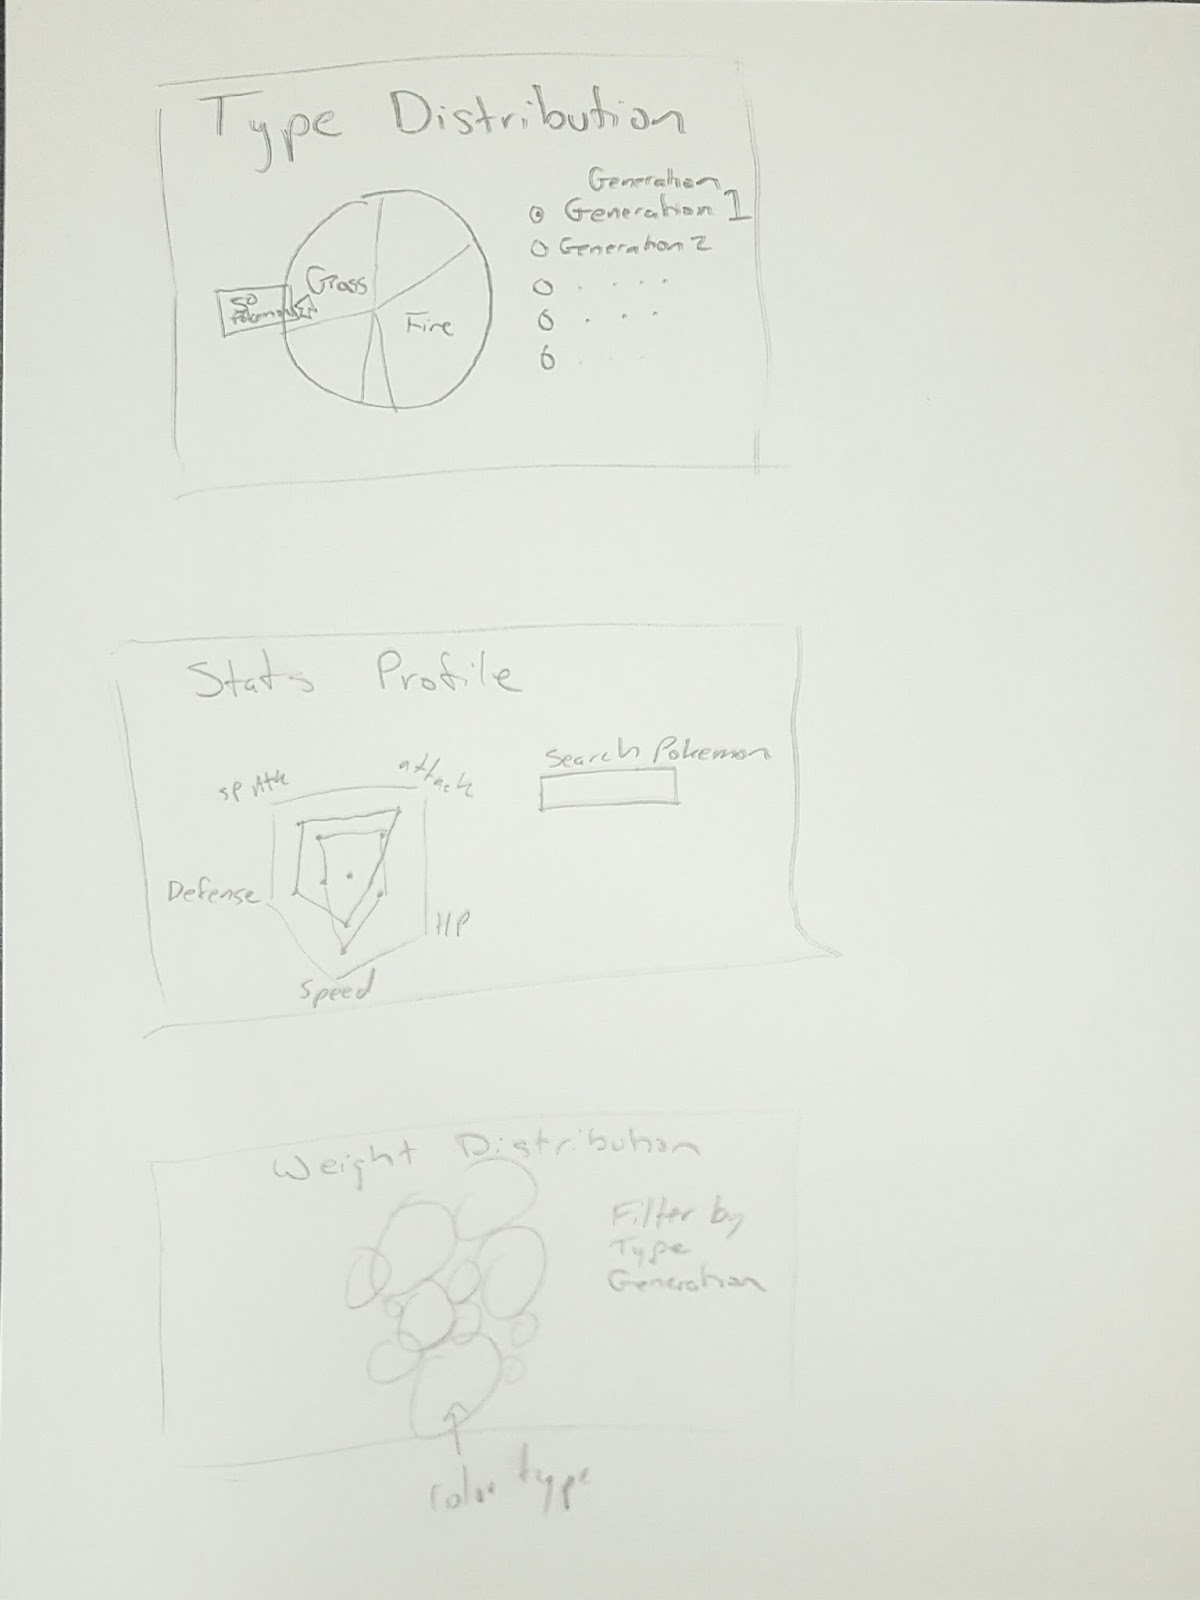 Type Distribution
Generation
Generation 1
Generation 2
Grass
50
Pokemon
Fire
Stats Profile
Search Pokemon
SP Atk
attack
Defense
HP
Speed
Weight Distribution
Filter by
Type
Generation
color type